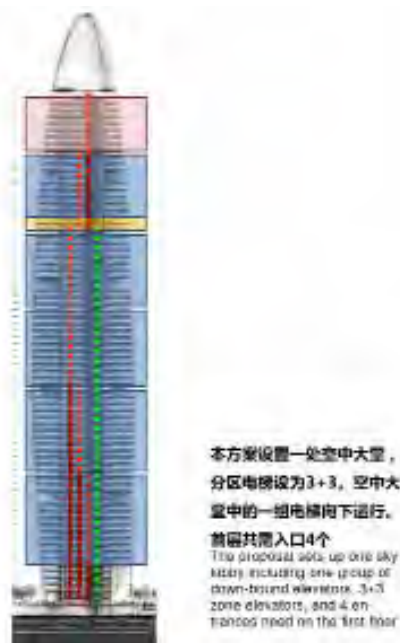 本方案设置一处空中大堂，
分区电梯设为3+3，空中大
堂中的一组电梯向下运行。
首层共需入口4个
The proposal sets up one sky
lobby including one group of
down-bound elevators, 3+3
zone elevators, and 4 en-
trances need on the first floor